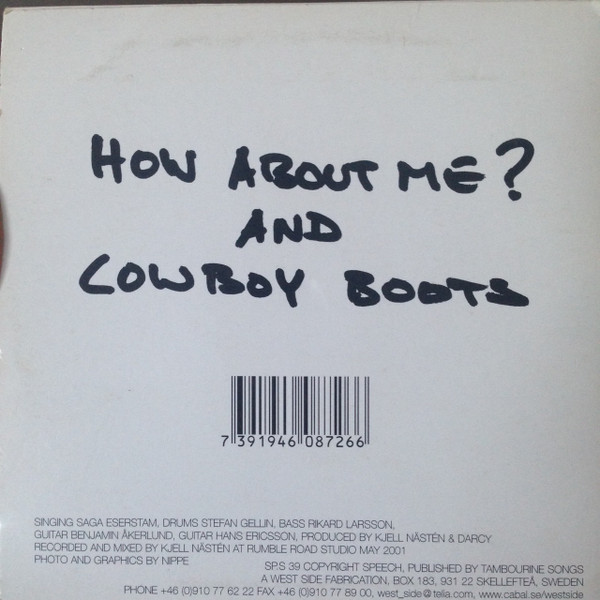 HOW ABOUT ME?
AND
COWBOY BOOTS
7 391946 087266
SINGING SAGA ESERSTAM, DRUMS STEFAN GELLIN, BASS RIKARD LARSSON,
GUITAR BENJAMIN ÅKERLUND, GUITAR HANS ERICSSON, PRODUCED BY KJELL NÄSTÉN & DARCY
RECORDED AND MIXED BY KJELL NÄSTÉN AT RUMBLE ROAD STUDIO MAY 2001
PHOTO AND GRAPHICS BY NIPPE
SP.S 39 COPYRIGHT SPEECH, PUBLISHED BY TAMBOURINE SONGS
A WEST SIDE FABRICATION, BOX 183, 931 22 SKELLEFTEÅ, SWEDEN
PHONE +46 (0)910 77 62 22 FAX +46 (0)910 77 89 00, west_side@telia.com, www.cabal.se/westside